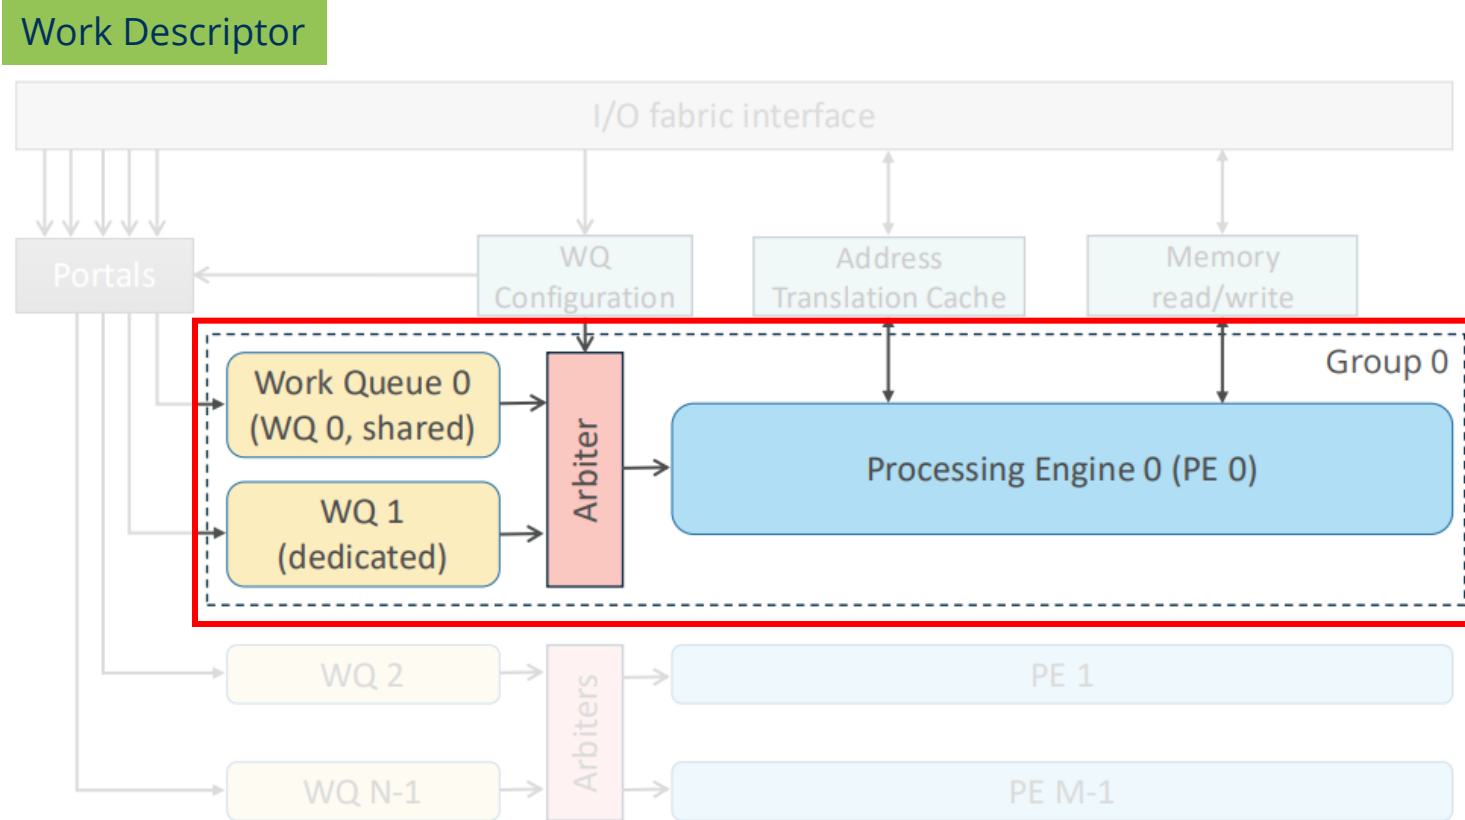 Work Descriptor
I/O fabric interface
Portals
WQ
Configuration
Address
Translation Cache
Memory
read/write
Group 0
Work Queue 0
(WQ 0, shared)
Arbiter
Processing Engine 0 (PE 0)
WQ 1
(dedicated)
WQ 2
Arbiters
PE 1
WQ N-1
PE M-1